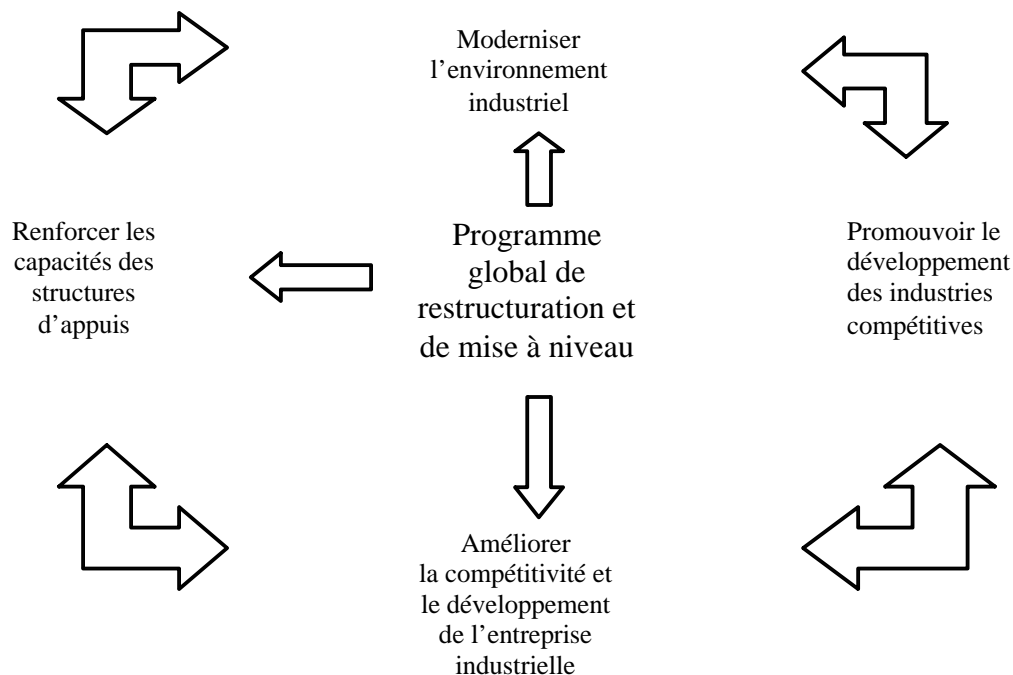 Moderniser
l’environnement
industriel
Renforcer les
capacités des
structures
d’appuis
Programme
global de
restructuration et
de mise à niveau
Promouvoir le
développement
des industries
compétitives
Améliorer
la compétitivité et
le développement
de l’entreprise
industrielle